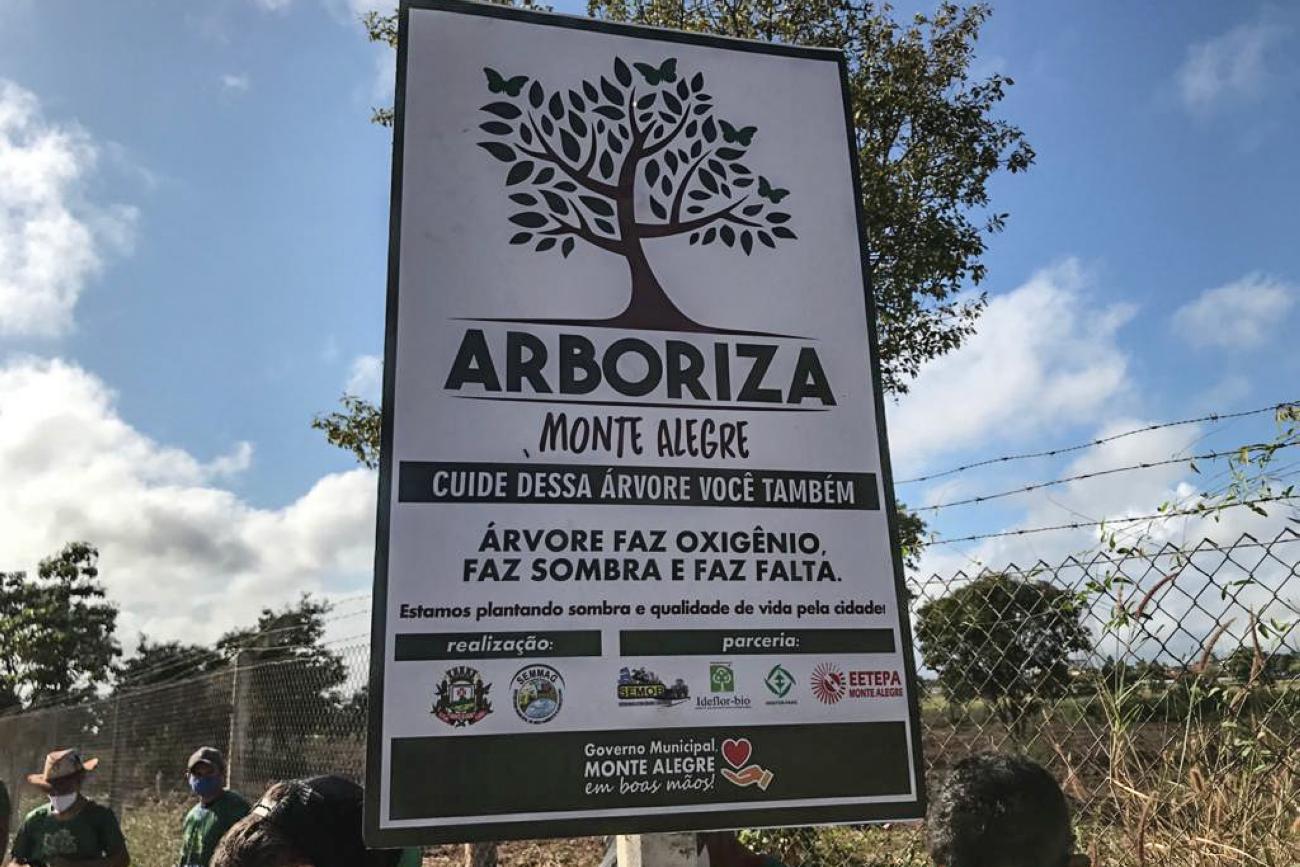 ARBORIZA
MONTE ALEGRE
CUIDE DESSA ÁRVORE VOCÊ TAMBÉM
ÁRVORE FAZ OXIGÊNIO,
FAZ SOMBRA E FAZ FALTA.
Estamos plantando sombra e qualidade de vida pela cidade!
realização:
parceria:
SEMMAG
SEMOB
Ideflor-bio
EETEPA
MONTE ALEGRE
Governo Municipal,
MONTE ALEGRE
em boas mãos!